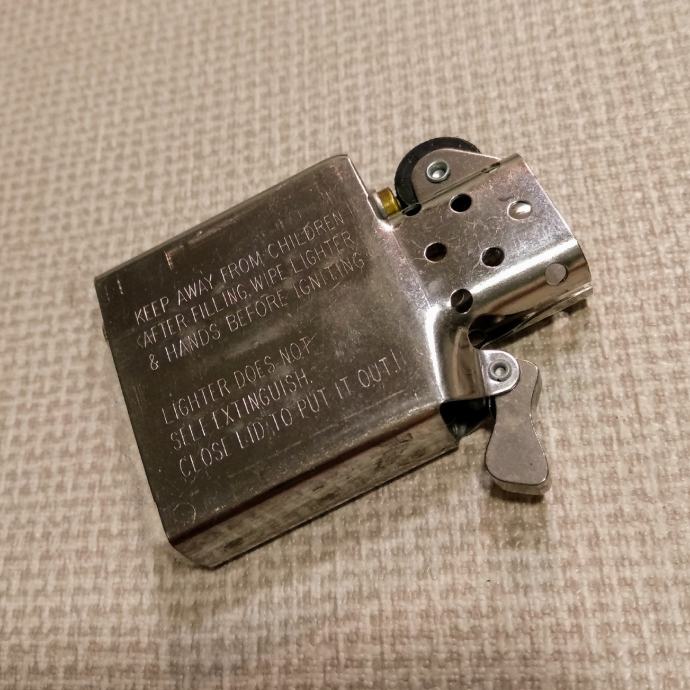 KEEP AWAY FROM CHILDREN
AFTER FILLING, WIPE LIGHTER
& HANDS BEFORE IGNITING
LIGHTER DOES NOT
SELF EXTINGUISH.
CLOSE LID TO PUT IT OUT!